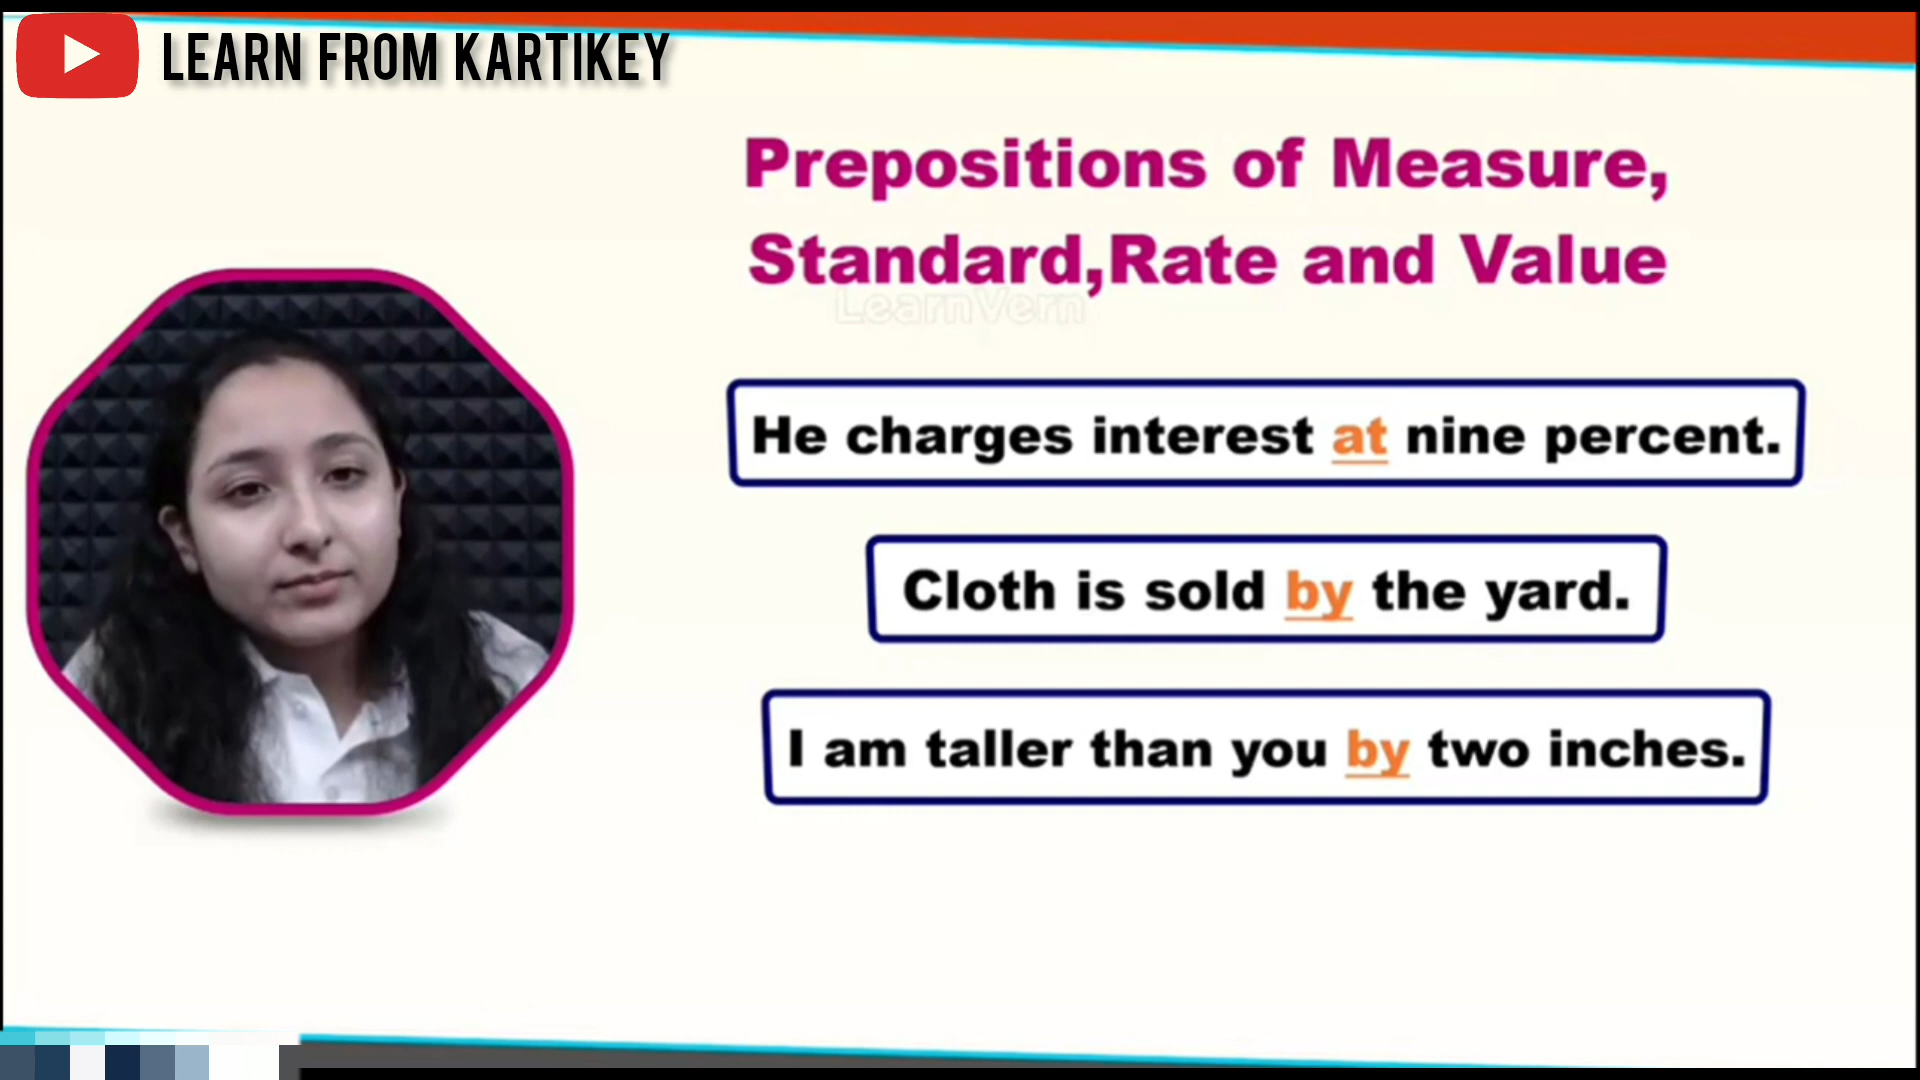 LEARN FROM KARTIKEY
Prepositions of Measure,
Standard,Rate and Value
LearnVern
He charges interest at nine percent.
Cloth is sold by the yard.
I am taller than you by two inches.